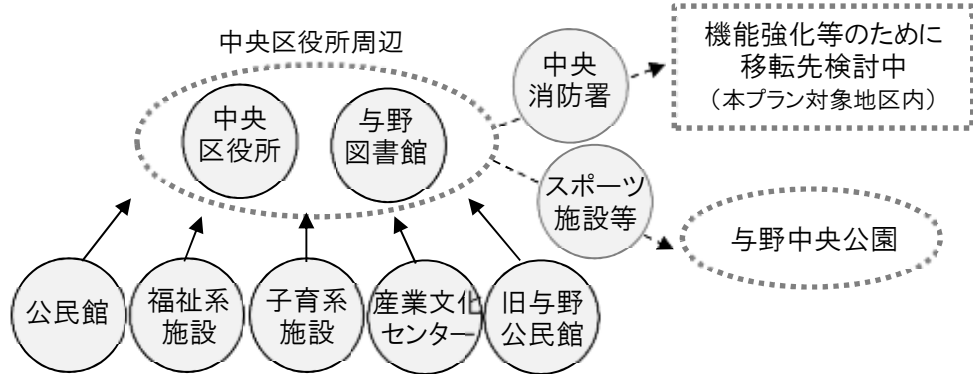 中央区役所周辺
中央
区役所
与野
図書館
中央
消防署
機能強化等のために
移転先検討中
（本プラン対象地区内）
スポーツ
施設等
与野中央公園
公民館
福祉系
施設
子育系
施設
産業文化
センター
旧与野
公民館